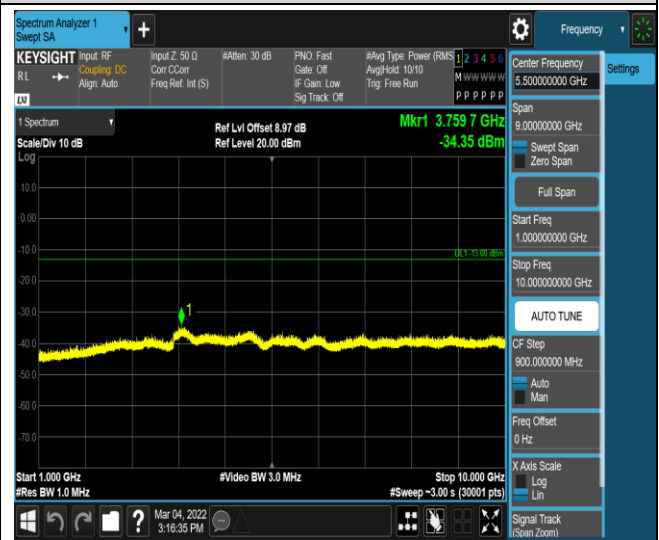 Spectrum Analyzer 1
Swept SA
+
Frequency
KEYSIGHT
RL
LXI
Input: RF
Coupling: DC
Align: Auto
Input Z: 50 Ω
Corr CCorr
Freq Ref: Int (S)
#Atten: 30 dB
PNO: Fast
Gate: Off
IF Gain: Low
Sig Track: Off
#Avg Type: Power (RMS
Avg|Hold: 10/10
Trig: Free Run
1 2 3 4 5 6
M W W W W W
P P P P P P
1 Spectrum
Scale/Div 10 dB
Log
Ref Lvl Offset 8.97 dB
Ref Level 20.00 dBm
Mkr1 3.759 7 GHz
-34.35 dBm
10.0
0.00
-10.0
DL1 -13.00 dBm
-20.0
-30.0
1
-40.0
-50.0
-60.0
-70.0
Start 1.000 GHz
#Res BW 1.0 MHz
#Video BW 3.0 MHz
Stop 10.000 GHz
#Sweep ~3.00 s (30001 pts)
Mar 04, 2022
3:16:35 PM
?
Center Frequency
5.500000000 GHz
Span
9.00000000 GHz
Swept Span
Zero Span
Full Span
Start Freq
1.000000000 GHz
Stop Freq
10.000000000 GHz
AUTO TUNE
CF Step
900.000000 MHz
Auto
Man
Freq Offset
0 Hz
X Axis Scale
Log
Lin
Signal Track
(Span Zoom)
Settings